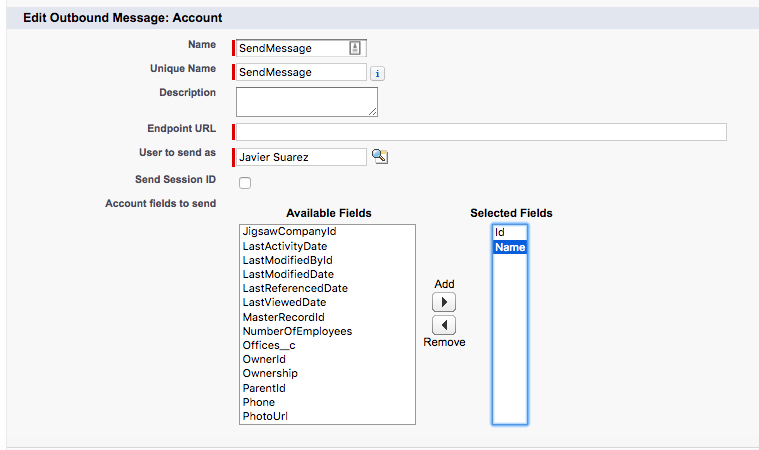 Edit Outbound Message: Account
Name SendMessage
Unique Name SendMessage i
Description
Endpoint URL
User to send as Javier Suarez
Send Session ID
Account fields to send
Available Fields
JigsawCompanyId
LastActivityDate
LastModifiedById
LastModifiedDate
LastReferencedDate
LastViewedDate
MasterRecordId
NumberOfEmployees
Offices__c
OwnerId
Ownership
ParentId
Phone
PhotoUrl
Add
Remove
Selected Fields
Id
Name